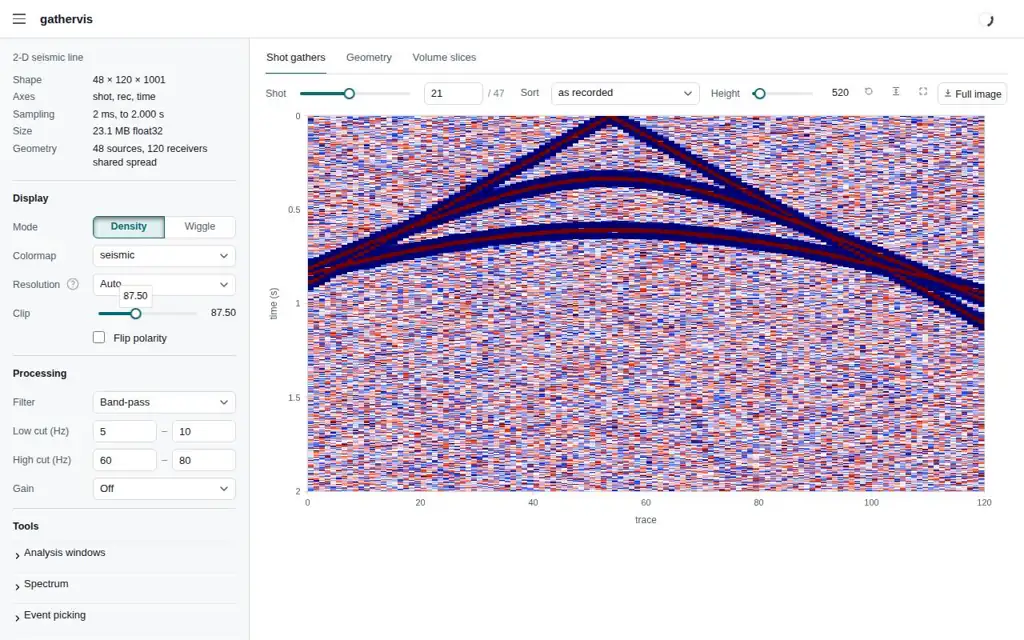 gathervis
2-D seismic line
Shape 48 × 120 × 1001
Axes shot, rec, time
Sampling 2 ms, to 2.000 s
Size 23.1 MB float32
Geometry 48 sources, 120 receivers
shared spread
Display
Mode Density Wiggle
Colormap seismic
Resolution ? Auto
87.50
Clip 87.50
Flip polarity
Processing
Filter Band-pass
Low cut (Hz) 5 – 10
High cut (Hz) 60 – 80
Gain Off
Tools
Analysis windows
Spectrum
Event picking
Shot gathers Geometry Volume slices
Shot 21 / 47 Sort as recorded Height 520 Full image
0
0.5
1
1.5
2
time (s)
0 20 40 60 80 100 120
trace